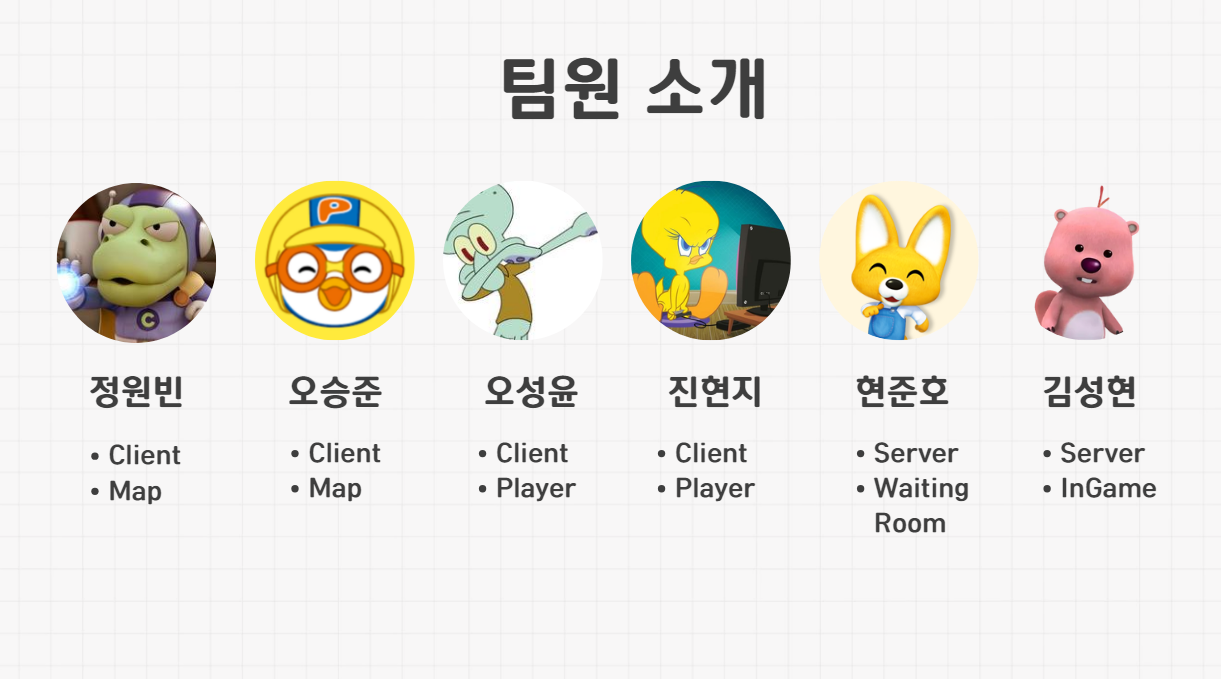 팀원 소개
P
C
정원빈
• Client
• Map
오승준
• Client
• Map
오성윤
• Client
• Player
진현지
• Client
• Player
현준호
• Server
• Waiting
Room
김성현
• Server
• InGame